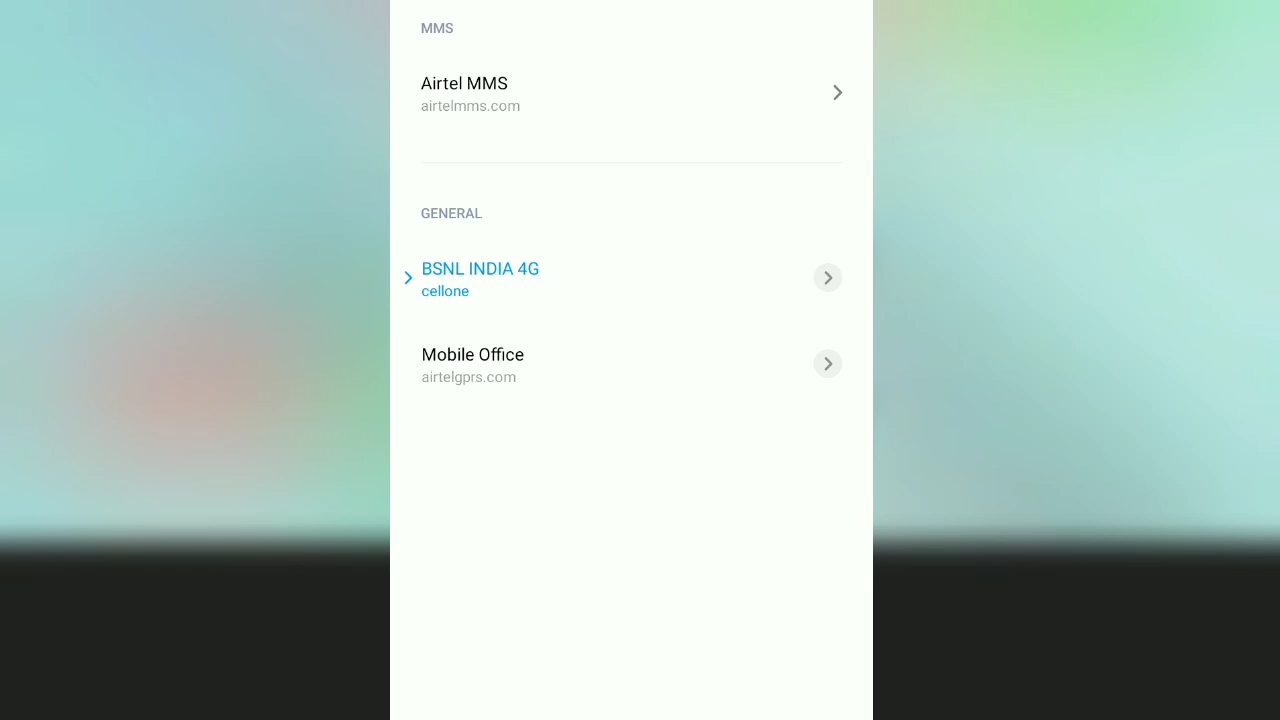 MMS
Airtel MMS
airtelmms.com
GENERAL
BSNL INDIA 4G
cellone
Mobile Office
airtelgprs.com